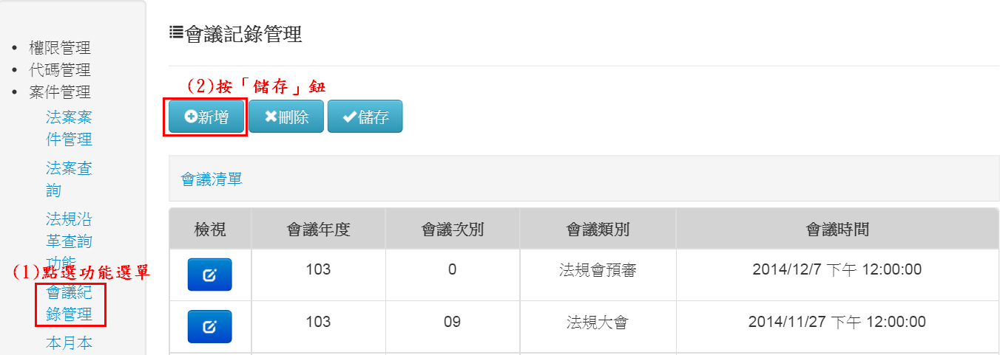 權限管理
代碼管理
案件管理
法案案
件管理
法案查
詢
法規沿
革查詢
功能
(1)點選功能選單
會議紀
錄管理
本月本
會議記錄管理
(2)按「儲存」鈕
新增 刪除 儲存
會議清單
檢視 會議年度 會議次別 會議類別 會議時間
103 0 法規會預審 2014/12/7 下午 12:00:00
103 09 法規大會 2014/11/27 下午 12:00:00